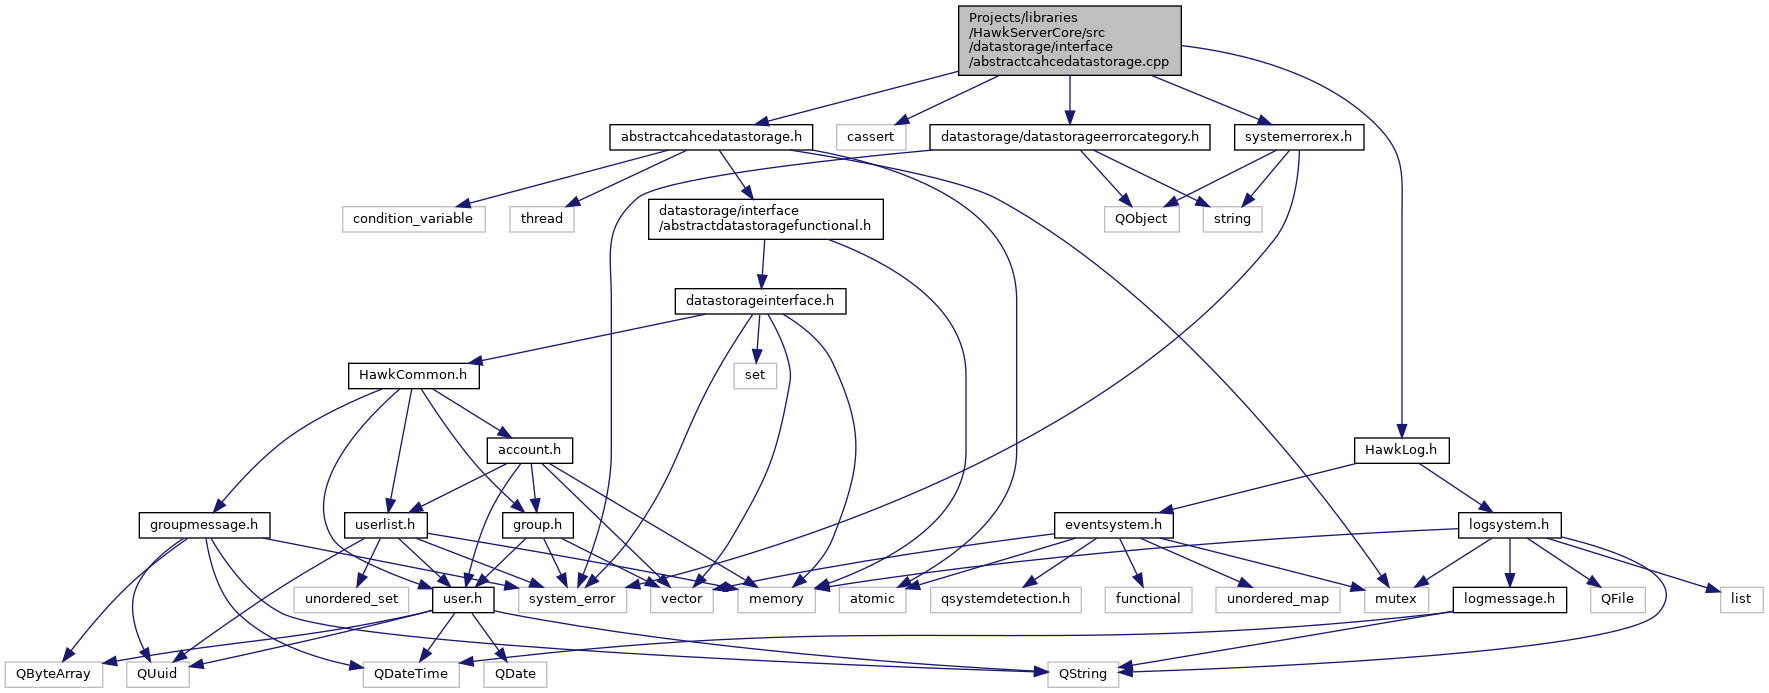 Projects/libraries
/HawkServerCore/src
/datastorage/interface
/abstractcahcedatastorage.cpp
abstractcahcedatastorage.h
cassert
datastorage/datastorageerrorcategory.h
systemerrorex.h
condition_variable
thread
datastorage/interface
/abstractdatastoragefunctional.h
QObject
string
datastorageinterface.h
HawkCommon.h
set
account.h
HawkLog.h
groupmessage.h
userlist.h
group.h
eventsystem.h
logsystem.h
unordered_set
user.h
system_error
vector
memory
atomic
qsystemdetection.h
functional
unordered_map
mutex
logmessage.h
QFile
list
QByteArray
QUuid
QDateTime
QDate
QString